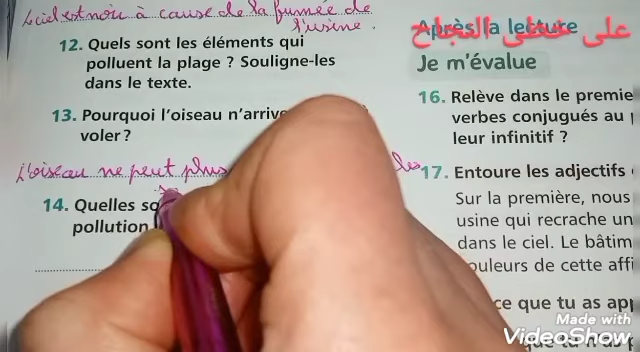 Le ciel est noir à cause de la fumée de
l'usine.
12. Quels sont les éléments qui
polluent la plage ? Souligne-les
dans le texte.
13. Pourquoi l'oiseau n'arrive
voler ?
L'oiseau ne peut plus
les
14. Quelles so
pollution
Après la lecture
على خطى النجاح
Je m'évalue
16. Relève dans le premie
verbes conjugués au
leur infinitif ?
17. Entoure les adjectifs
Sur la première, nous
usine qui recrache un
dans le ciel. Le bâtim
ouleurs de cette affi
ce que tu as app
Made with
VideoShow